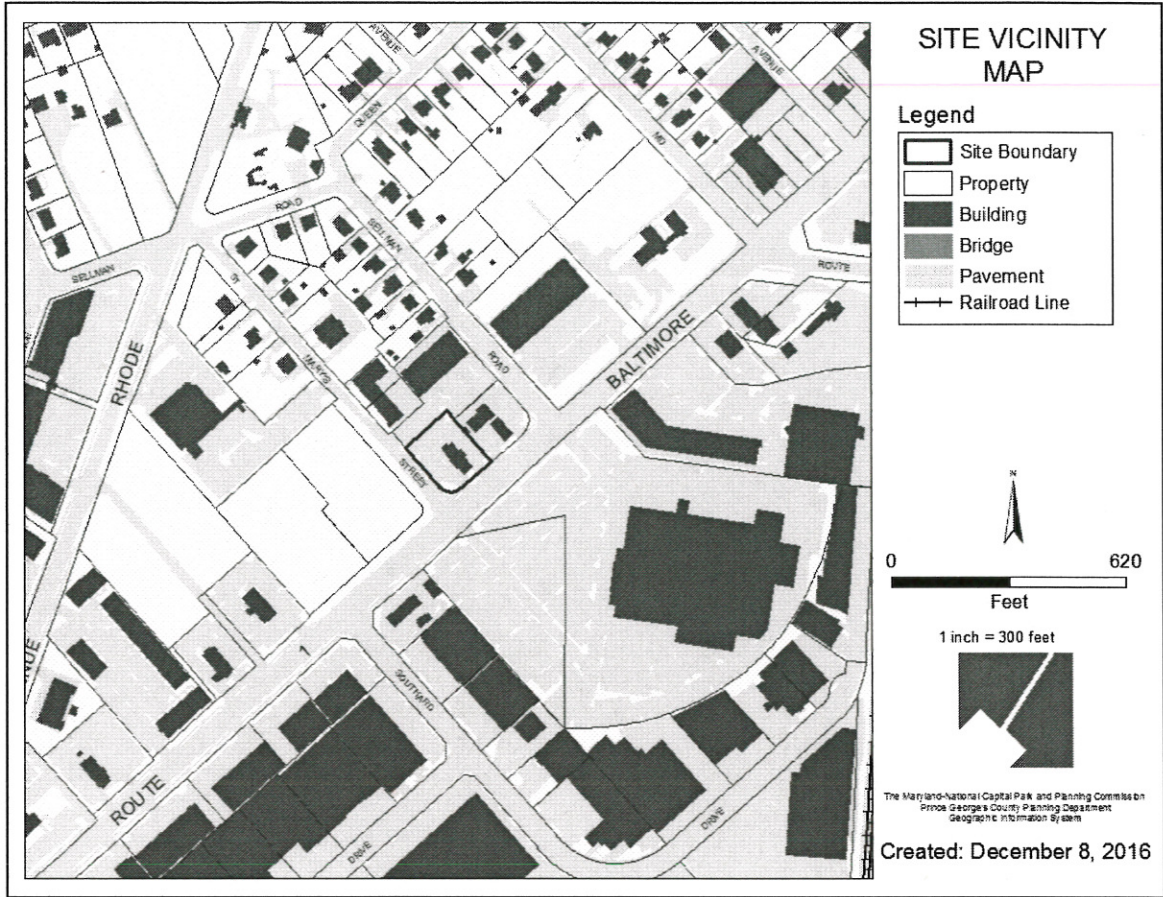 SITE VICINITY
MAP
Legend
Site Boundary
Property
Building
Bridge
Pavement
Railroad Line
N
0 620
Feet
1 inch = 300 feet
The Maryland-National Capital Park and Planning Commission
Prince George's County Planning Department
Geographic Information System
Created: December 8, 2016
AVENUE
AVENUE
QUEEN
MD
ROAD
SELLMAN
SELLMAN
ROUTE
ST
MARYS
STREET
ROAD
RHODE
BALTIMORE
1
SOUTHARD
ROUTE
DRIVE
DRIVE